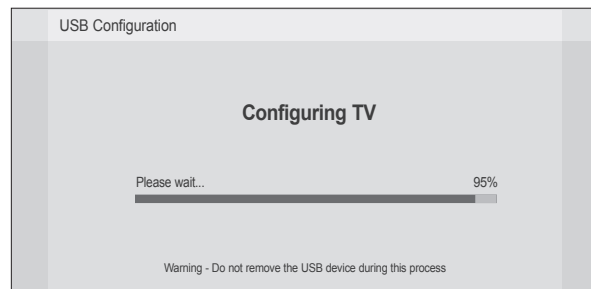 USB Configuration
Configuring TV
Please wait... 95%
Warning - Do not remove the USB device during this process